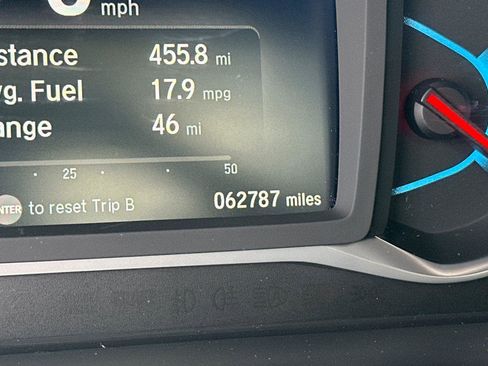 mph
stance 455.8 mi
g. Fuel 17.9 mpg
ange 46 mi
25 50
NTER to reset Trip B 062787 miles